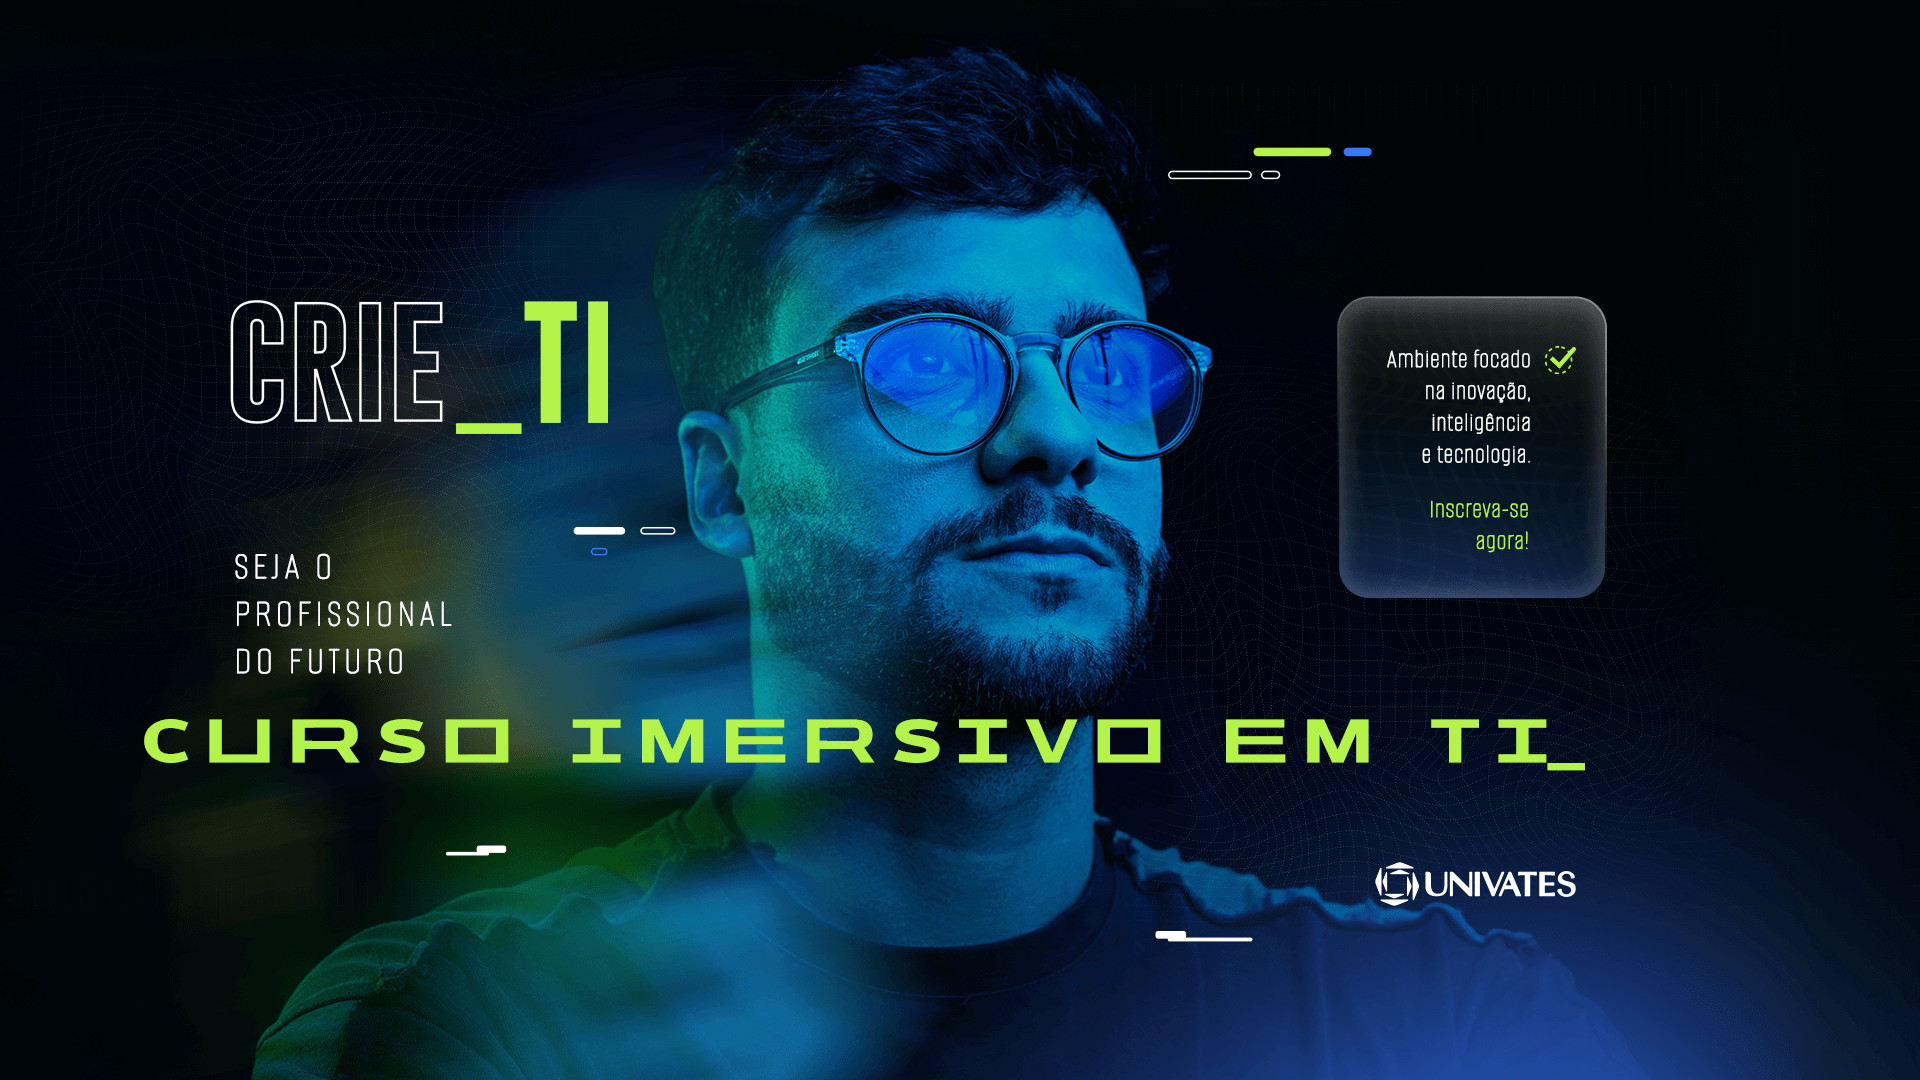 CRIE_TI
SEJA O
PROFISSIONAL
DO FUTURO
Ambiente focado
na inovação,
inteligência
e tecnologia.
Inscreva-se
agora!
CURSO IMERSIVO EM TI_
UNIVATES